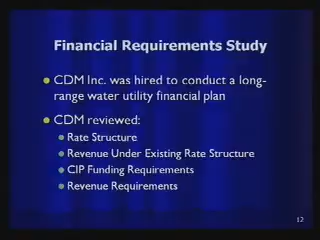 Financial Requirements Study
CDM Inc. was hired to conduct a long-
range water utility financial plan
CDM reviewed:
Rate Structure
Revenue Under Existing Rate Structure
CIP Funding Requirements
Revenue Requirements
12